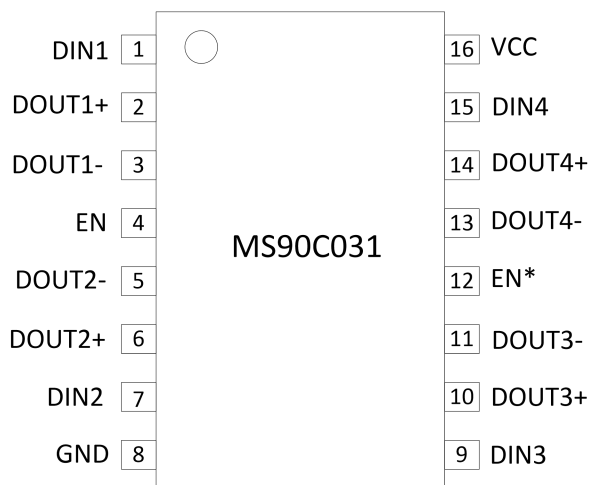 DIN1 1 16 VCC
DOUT1+ 2 15 DIN4
DOUT1- 3 14 DOUT4+
EN 4 13 DOUT4-
MS90C031
DOUT2- 5 12 EN*
DOUT2+ 6 11 DOUT3-
DIN2 7 10 DOUT3+
GND 8 9 DIN3